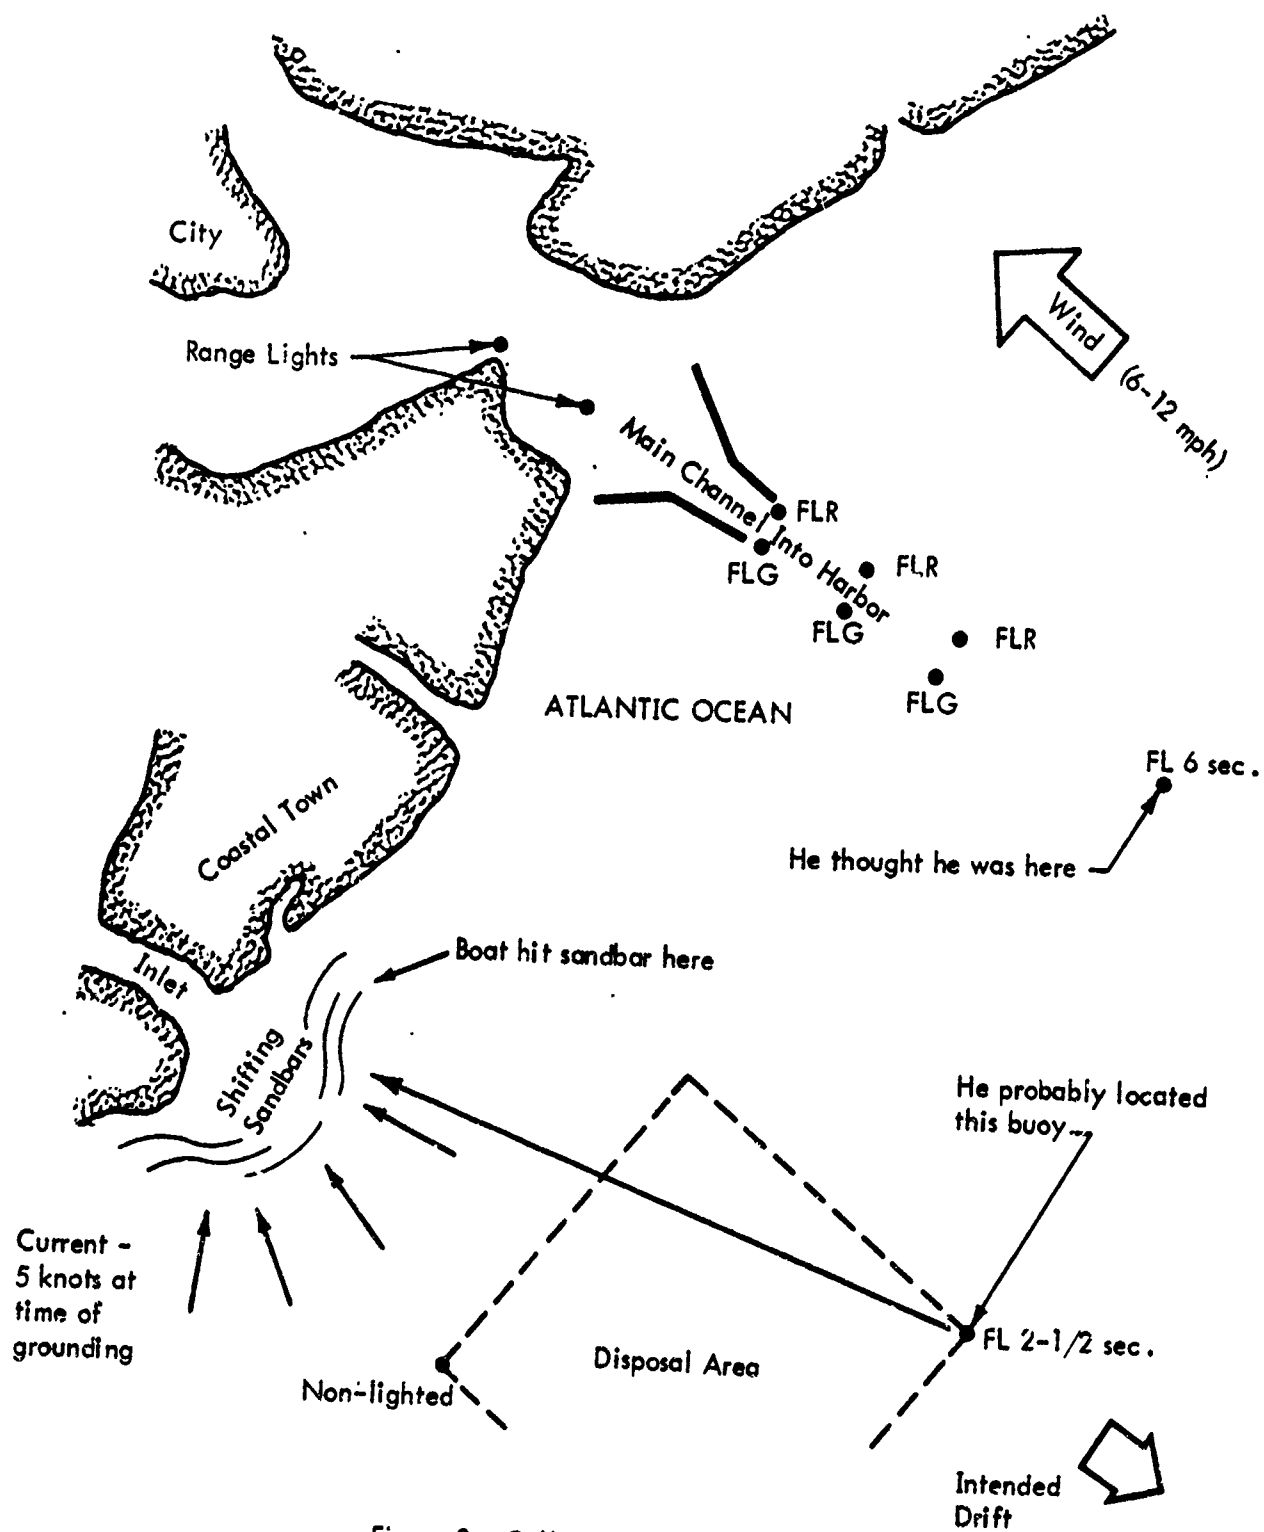 City
Range Lights
Wind
(6-12 mph)
Main Channel Into Harbor
FLR
FLG
FLR
FLG
FLR
FLG
ATLANTIC OCEAN
FL 6 sec.
He thought he was here
Coastal Town
Boat hit sandbar here
Inlet
Shifting
Sandbars
He probably located
this buoy
Current -
5 knots at
time of
grounding
FL 2-1/2 sec.
Disposal Area
Non-lighted
Intended
Drift